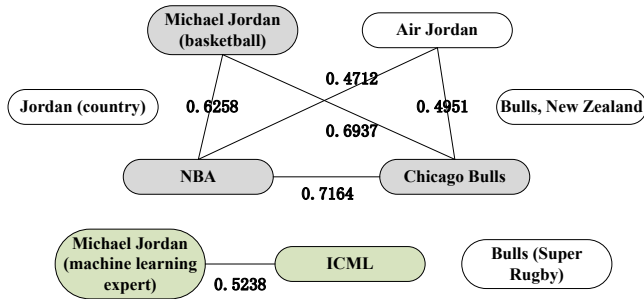 Michael Jordan
(basketball)
Air Jordan
0.4712
Jordan (country)
0.6258
0.4951
Bulls, New Zealand
0.6937
NBA
Chicago Bulls
0.7164
Michael Jordan
(machine learning
expert)
ICML
Bulls (Super
Rugby)
0.5238